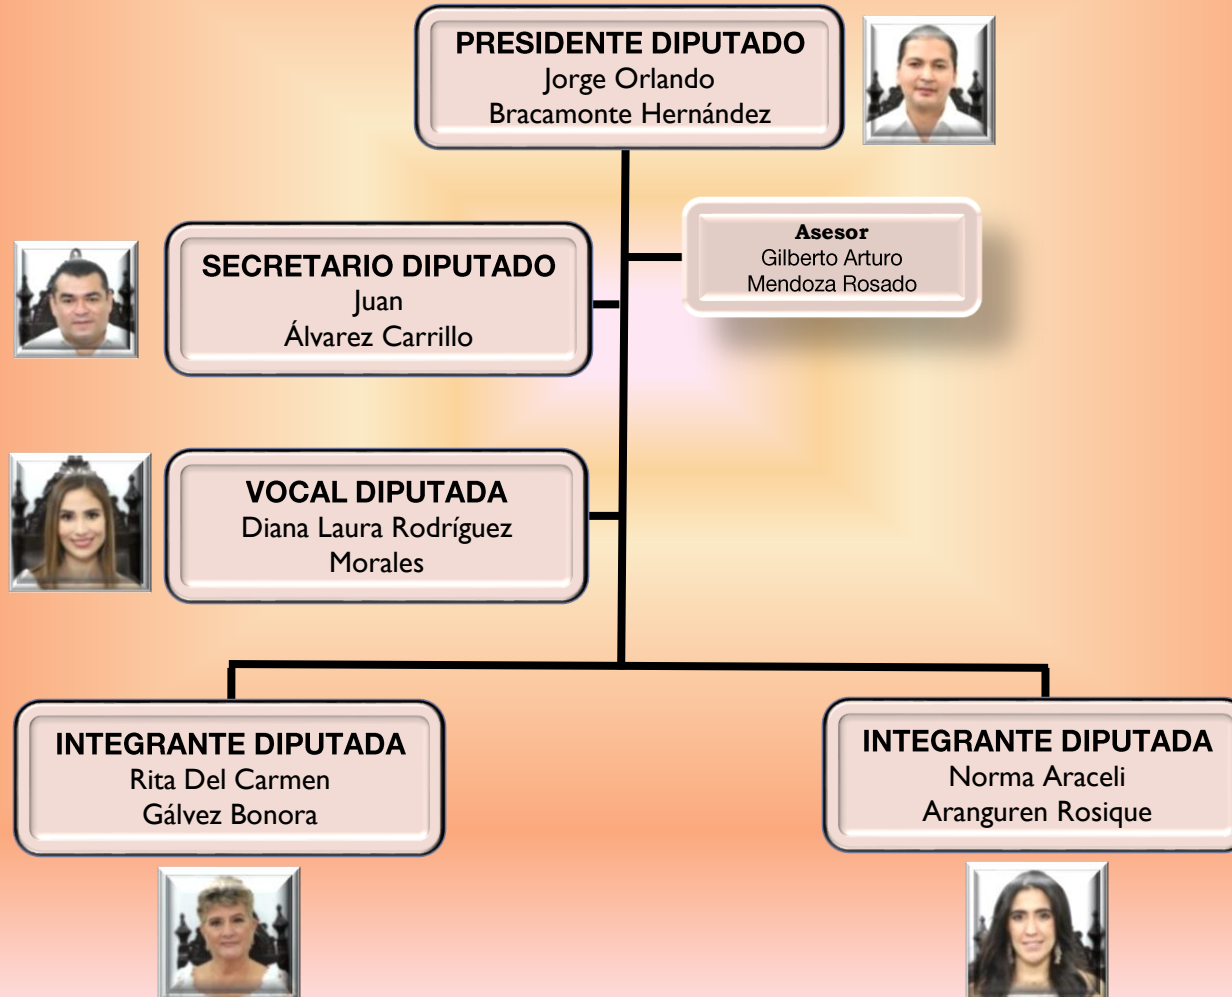 PRESIDENTE DIPUTADO
Jorge Orlando
Bracamonte Hernández
Asesor
Gilberto Arturo
Mendoza Rosado
SECRETARIO DIPUTADO
Juan
Álvarez Carrillo
VOCAL DIPUTADA
Diana Laura Rodríguez
Morales
INTEGRANTE DIPUTADA
Rita Del Carmen
Gálvez Bonora
INTEGRANTE DIPUTADA
Norma Araceli
Aranguren Rosique